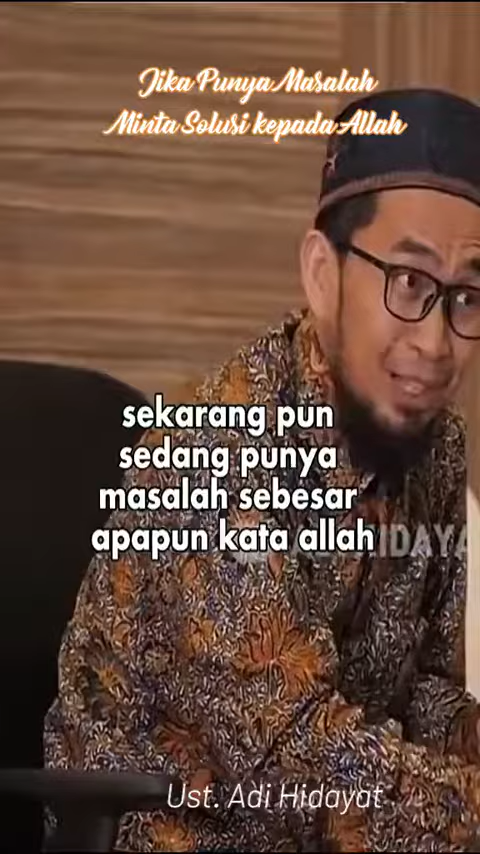 Jika Punya Masalah
Minta Solusi kepada Allah
sekarang pun
sedang punya
masalah sebesar
apapun kata allah
HIDAYA
Ust. Adi Hidayat